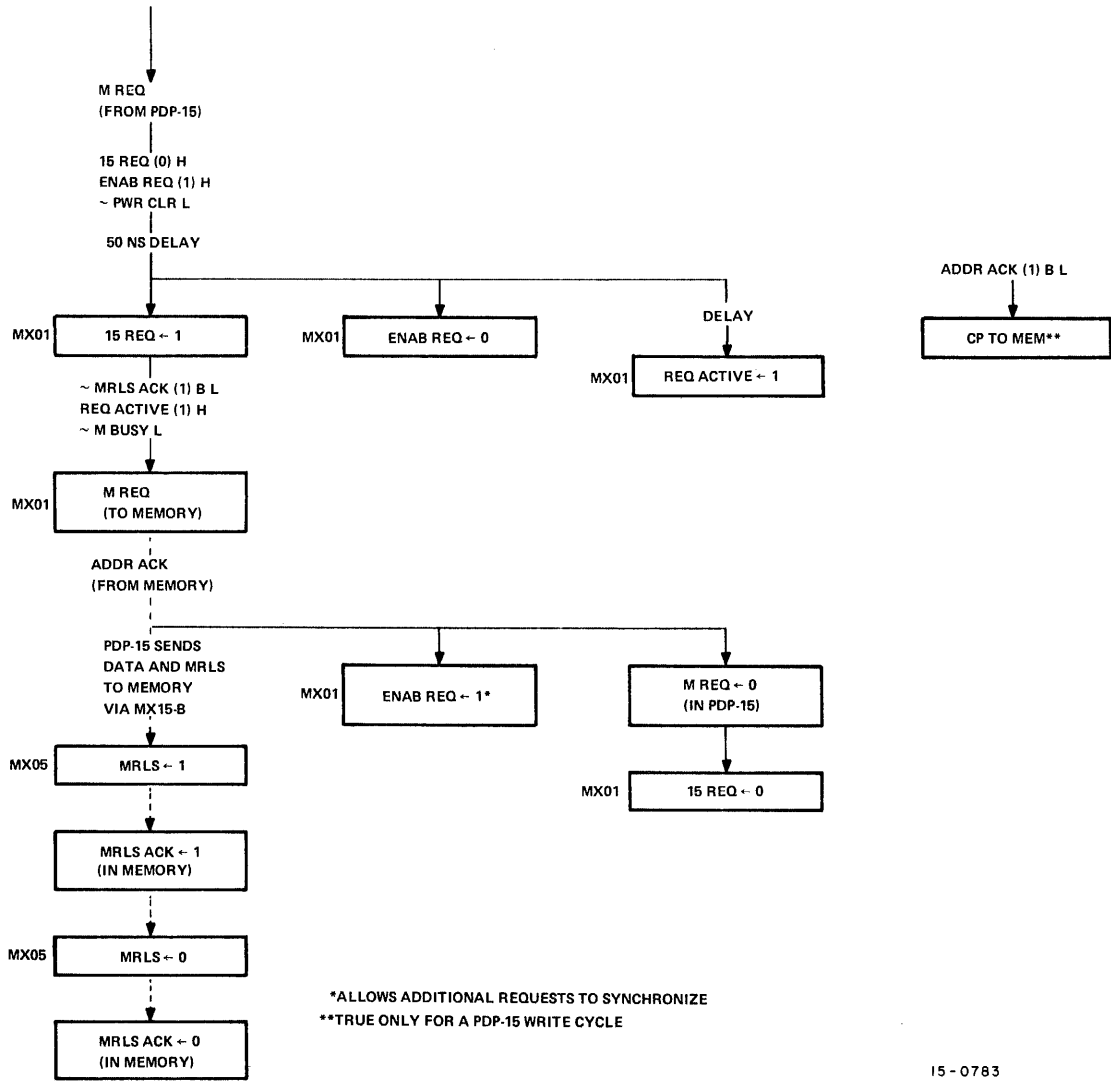 M REQ
(FROM PDP-15)
15 REQ (0) H
ENAB REQ (1) H
~ PWR CLR L
50 NS DELAY
ADDR ACK (1) B L
DELAY
MX01
15 REQ ← 1
MX01
ENAB REQ ← 0
CP TO MEM**
MX01
REQ ACTIVE ← 1
~ MRLS ACK (1) B L
REQ ACTIVE (1) H
~ M BUSY L
MX01
M REQ
(TO MEMORY)
ADDR ACK
(FROM MEMORY)
PDP-15 SENDS
DATA AND MRLS
TO MEMORY
VIA MX15-B
MX01
ENAB REQ ← 1*
M REQ ← 0
(IN PDP-15)
MX05
MRLS ← 1
MX01
15 REQ ← 0
MRLS ACK ← 1
(IN MEMORY)
MX05
MRLS ← 0
*ALLOWS ADDITIONAL REQUESTS TO SYNCHRONIZE
**TRUE ONLY FOR A PDP-15 WRITE CYCLE
MRLS ACK ← 0
(IN MEMORY)
15-0783